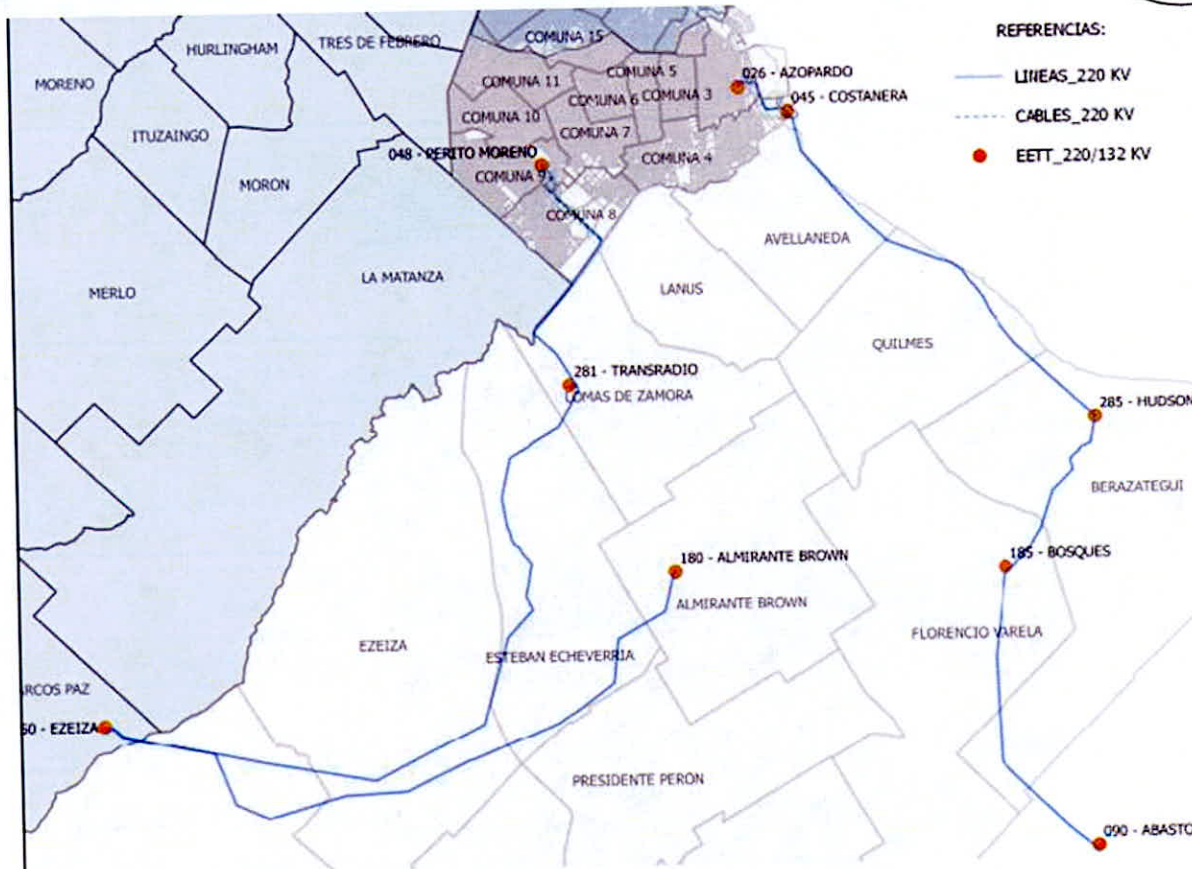 REFERENCIAS:
LINEAS_220 KV
CABLES_220 KV
EETT_220/132 KV
COMUNA 15
HURLINGHAM
TRES DE FEBRERO
MORENO
COMUNA 11
COMUNA 5
026 - AZOPARDO
COMUNA 6
COMUNA 3
045 - COSTANERA
ITUZAINGO
COMUNA 10
COMUNA 7
048 - PERITO MORENO
COMUNA 4
MORON
COMUNA 9
COMUNA 8
AVELLANEDA
LA MATANZA
LANUS
MERLO
QUILMES
281 - TRANSRADIO
LOMAS DE ZAMORA
285 - HUDSON
BERAZATEGUI
180 - ALMIRANTE BROWN
185 - BOSQUES
ALMIRANTE BROWN
FLORENCIO VARELA
EZEIZA
ESTEBAN ECHEVERRIA
ARCOS PAZ
60 - EZEIZA
PRESIDENTE PERON
090 - ABASTO